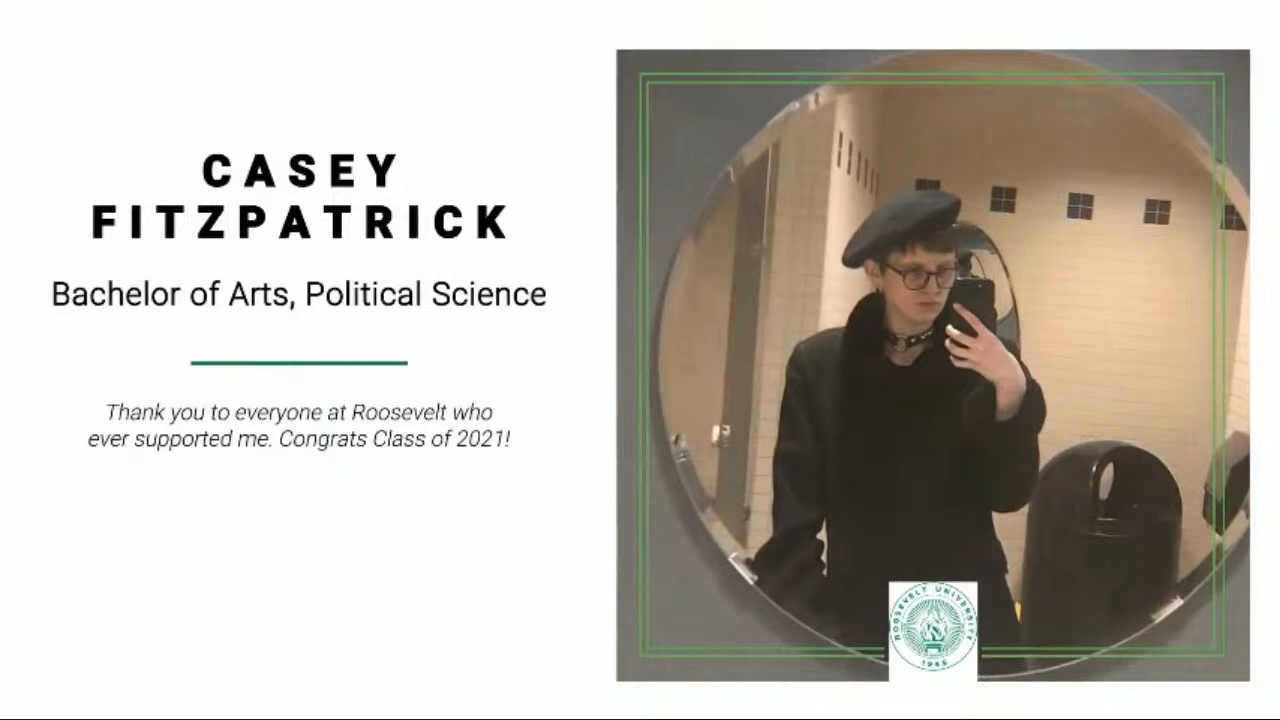 CASEY
FITZPATRICK
Bachelor of Arts, Political Science
Thank you to everyone at Roosevelt who
ever supported me. Congrats Class of 2021!
ROOSEVELT UNIVERSITY
1945